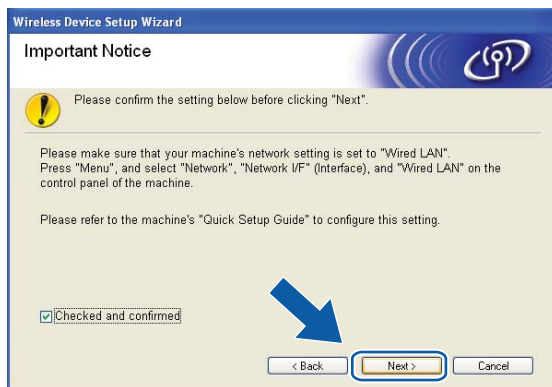 Wireless Device Setup Wizard
Important Notice
Please confirm the setting below before clicking "Next".
Please make sure that your machine's network setting is set to "Wired LAN".
Press "Menu", and select "Network", "Network I/F" (Interface), and "Wired LAN" on the
control panel of the machine.
Please refer to the machine's "Quick Setup Guide" to configure this setting.
Checked and confirmed
< Back
Next >
Cancel